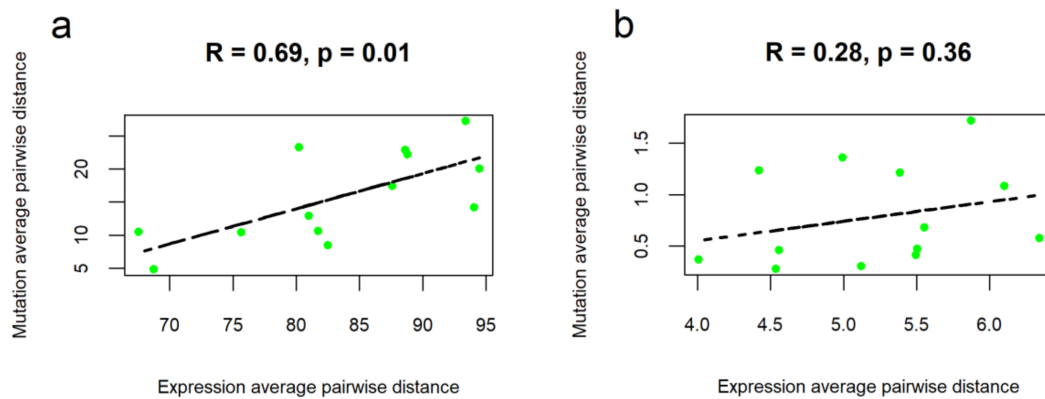 a
R = 0.69, p = 0.01
Mutation average pairwise distance
20
10
5
70 75 80 85 90 95
Expression average pairwise distance
b
R = 0.28, p = 0.36
Mutation average pairwise distance
1.5
1.0
0.5
4.0 4.5 5.0 5.5 6.0
Expression average pairwise distance